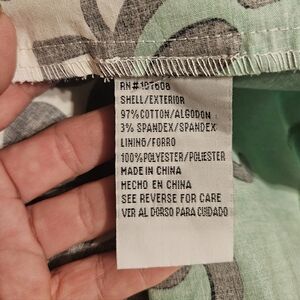 RN#107608
SHELL/EXTERIOR
97%COTTON/ALGODON
3% SPANDEX/SPANDEX
LINING/FORRO
100%POLYESTER/POLIESTER
MADE IN CHINA
HECHO EN CHINA
SEE REVERSE FOR CARE
VER AL DORSO PARA CUIDADO